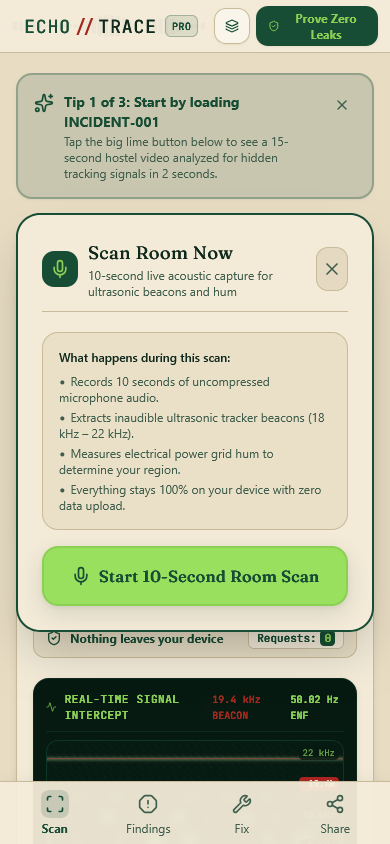 ECHO // TRACE PRO
Prove Zero
Leaks
Tip 1 of 3: Start by loading
INCIDENT-001
Tap the big lime button below to see a 15-
second hostel video analyzed for hidden
tracking signals in 2 seconds.
Scan Room Now
10-second live acoustic capture for
ultrasonic beacons and hum
What happens during this scan:
• Records 10 seconds of uncompressed
microphone audio.
• Extracts inaudible ultrasonic tracker beacons (18
kHz – 22 kHz).
• Measures electrical power grid hum to
determine your region.
• Everything stays 100% on your device with zero
data upload.
Start 10-Second Room Scan
Nothing leaves your device
Requests: 0
REAL-TIME SIGNAL
INTERCEPT
19.4 kHz
BEACON
50.02 Hz
ENF
22 kHz
Scan
Findings
Fix
Share